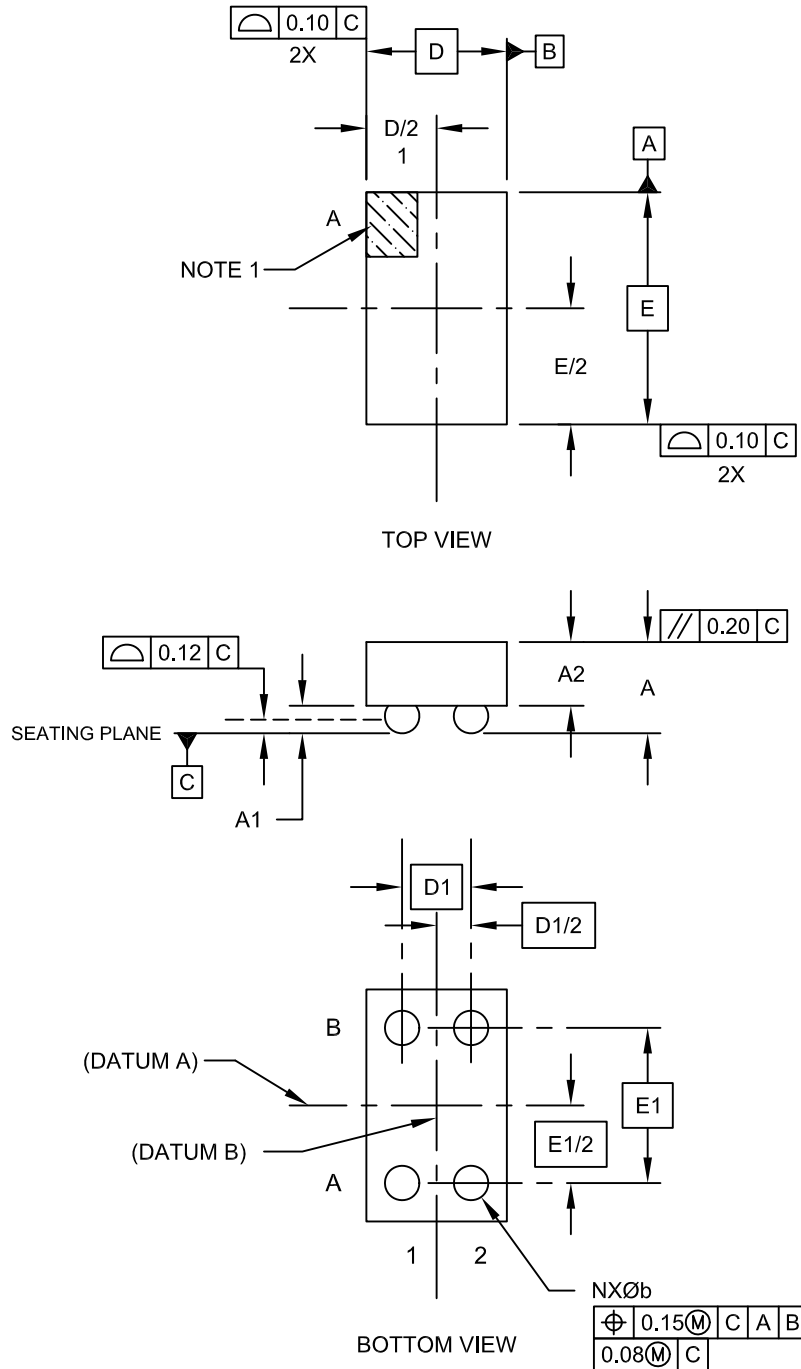 ⌓ 0.10 C
2X
D
B
D/2
1
A
A
NOTE 1
E
E/2
⌓ 0.10 C
2X
TOP VIEW
// 0.20 C
⌓ 0.12 C
A2
A
SEATING PLANE
C
A1
D1
D1/2
B
(DATUM A)
E1
(DATUM B)
E1/2
A
1 2
NXØb
⌖ 0.15Ⓜ C A B
0.08Ⓜ C
BOTTOM VIEW